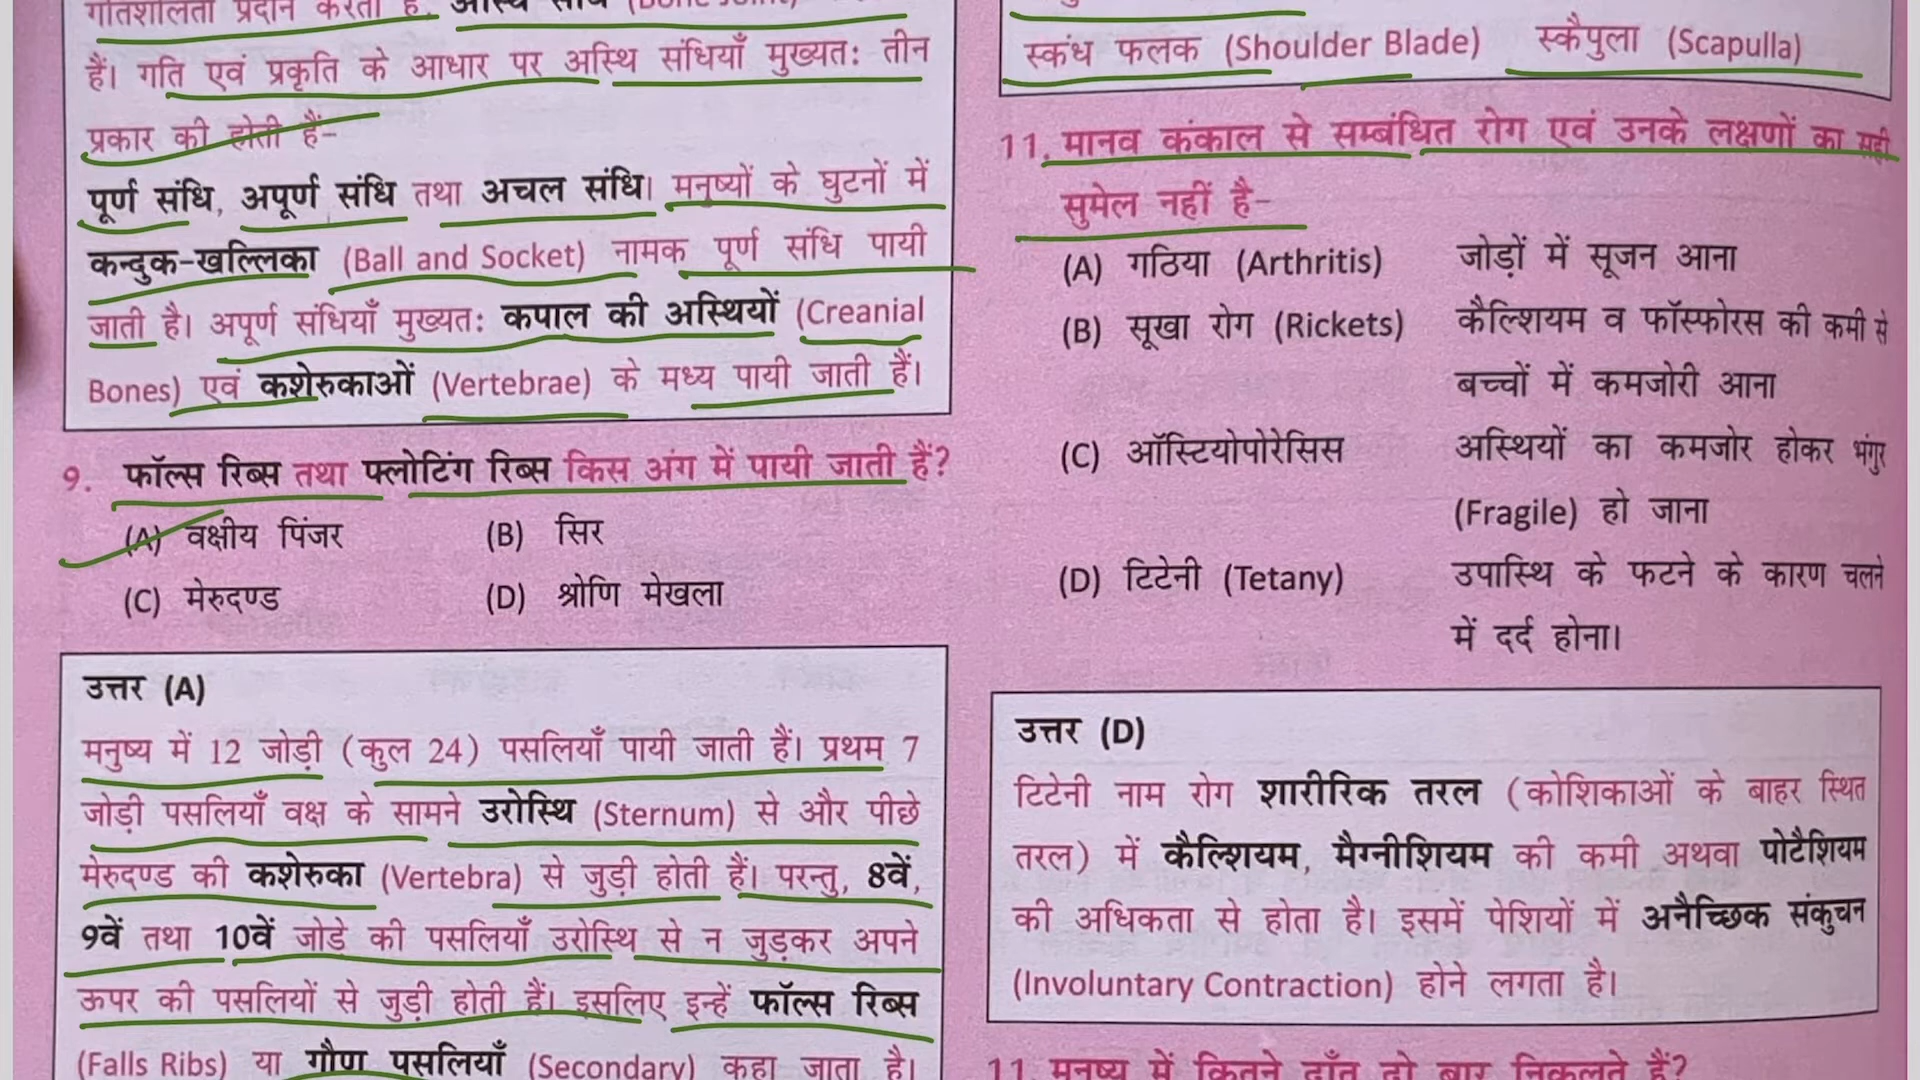 गतिशीलता प्रदान करता है।
हैं। गति एवं प्रकृति के आधार पर अस्थि संधियाँ मुख्यतः तीन
प्रकार की होती हैं–
पूर्ण संधि, अपूर्ण संधि तथा अचल संधि। मनुष्यों के घुटनों में
कन्दुक-खल्लिका (Ball and Socket) नामक पूर्ण संधि पायी
जाती है। अपूर्ण संधियाँ मुख्यतः कपाल की अस्थियों (Creanial
Bones) एवं कशेरुकाओं (Vertebrae) के मध्य पायी जाती हैं।
9. फॉल्स रिब्स तथा फ्लोटिंग रिब्स किस अंग में पायी जाती हैं?
(A) वक्षीय पिंजर (B) सिर
(C) मेरुदण्ड (D) श्रोणि मेखला
उत्तर (A)
मनुष्य में 12 जोड़ी (कुल 24) पसलियाँ पायी जाती हैं। प्रथम 7
जोड़ी पसलियाँ वक्ष के सामने उरोस्थि (Sternum) से और पीछे
मेरुदण्ड की कशेरुका (Vertebra) से जुड़ी होती हैं। परन्तु, 8वें,
9वें तथा 10वें जोड़े की पसलियाँ उरोस्थि से न जुड़कर अपने
ऊपर की पसलियों से जुड़ी होती हैं। इसलिए इन्हें फॉल्स रिब्स
(Falls Ribs) या गौण पसलियाँ (Secondary) कहा जाता है।
स्कंध फलक (Shoulder Blade) स्कैपुला (Scapulla)
11. मानव कंकाल से सम्बंधित रोग एवं उनके लक्षणों का सही
सुमेल नहीं है–
(A) गठिया (Arthritis) जोड़ों में सूजन आना
(B) सूखा रोग (Rickets) कैल्शियम व फॉस्फोरस की कमी से
बच्चों में कमजोरी आना
(C) ऑस्टियोपोरेसिस अस्थियों का कमजोर होकर भंगुर
(Fragile) हो जाना
(D) टिटेनी (Tetany) उपास्थि के फटने के कारण चलने
में दर्द होना।
उत्तर (D)
टिटेनी नाम रोग शारीरिक तरल (कोशिकाओं के बाहर स्थित
तरल) में कैल्शियम, मैग्नीशियम की कमी अथवा पोटैशियम
की अधिकता से होता है। इसमें पेशियों में अनैच्छिक संकुचन
(Involuntary Contraction) होने लगता है।
11. मनुष्य में कितने दाँत दो बार निकलते हैं?